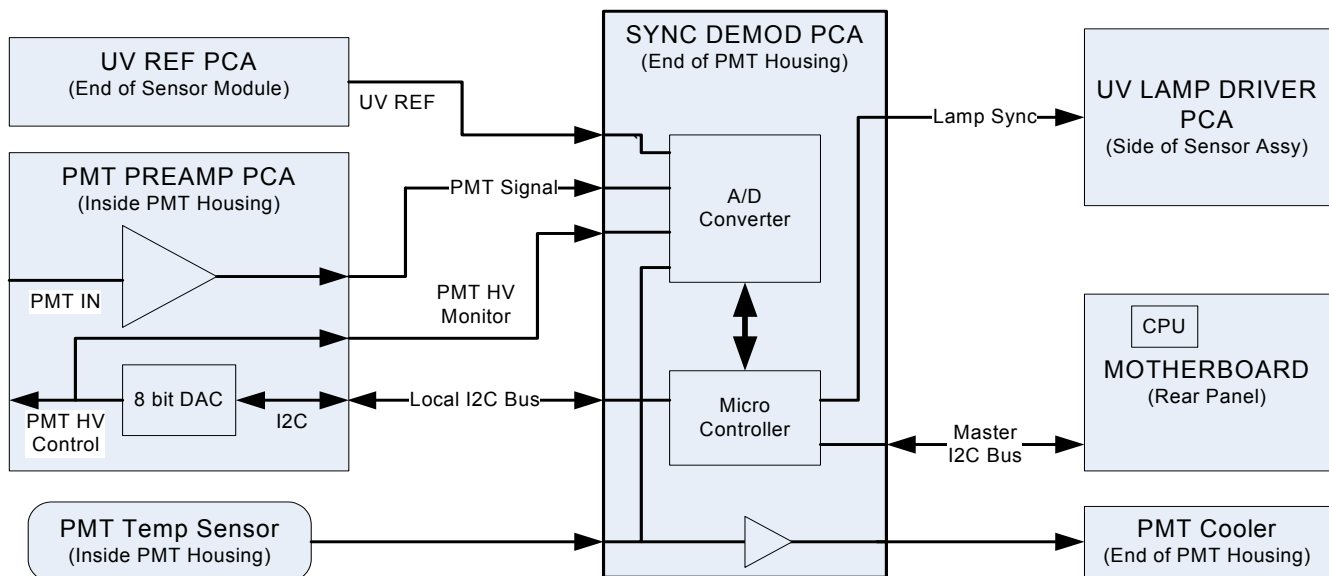 UV REF PCA
(End of Sensor Module)
UV REF
PMT PREAMP PCA
(Inside PMT Housing)
PMT IN
PMT Signal
PMT HV
Monitor
8 bit DAC
I2C
PMT HV
Control
Local I2C Bus
PMT Temp Sensor
(Inside PMT Housing)
SYNC DEMOD PCA
(End of PMT Housing)
A/D
Converter
Micro
Controller
Lamp Sync
UV LAMP DRIVER
PCA
(Side of Sensor Assy)
Master
I2C Bus
CPU
MOTHERBOARD
(Rear Panel)
PMT Cooler
(End of PMT Housing)